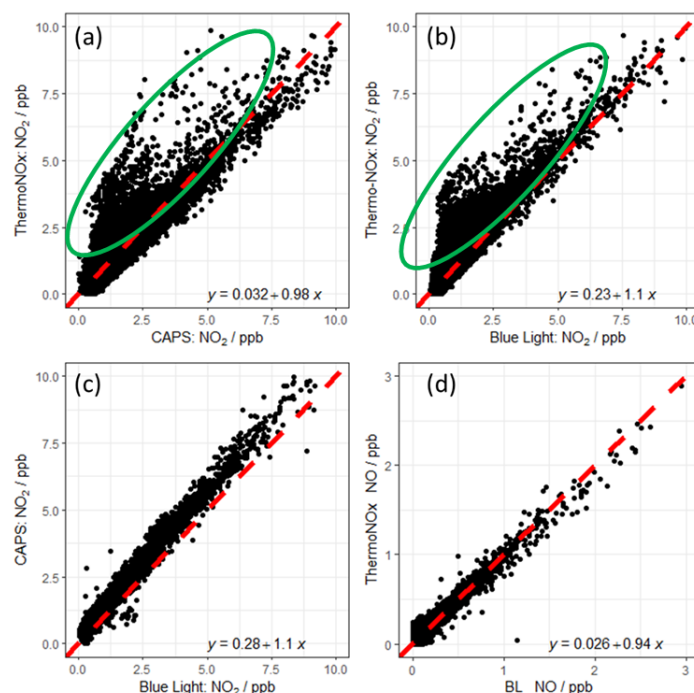 (a)
ThermoNOx: NO₂ / ppb
10.0
7.5
5.0
2.5
0.0
y = 0.032 + 0.98 x
0.0 2.5 5.0 7.5 10.0
CAPS: NO₂ / ppb
(b)
Thermo-NOx: NO₂ / ppb
10.0
7.5
5.0
2.5
0.0
y = 0.23 + 1.1 x
0.0 2.5 5.0 7.5 10.0
Blue Light: NO₂ / ppb
(c)
CAPS: NO₂ / ppb
10.0
7.5
5.0
2.5
0.0
y = 0.28 + 1.1 x
0.0 2.5 5.0 7.5 10.0
Blue Light: NO₂ / ppb
(d)
ThermoNOx NO / ppb
3
2
1
0
y = 0.026 + 0.94 x
0 1 2 3
BL NO / ppb